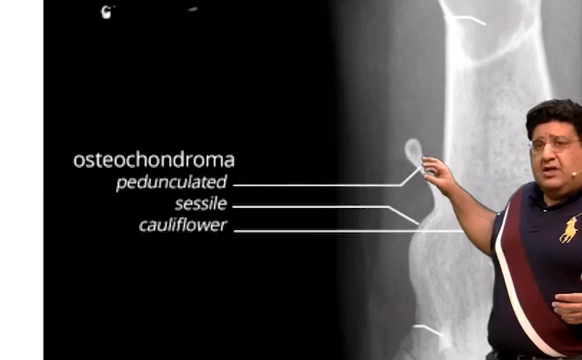 osteochondroma
pedunculated
sessile
cauliflower